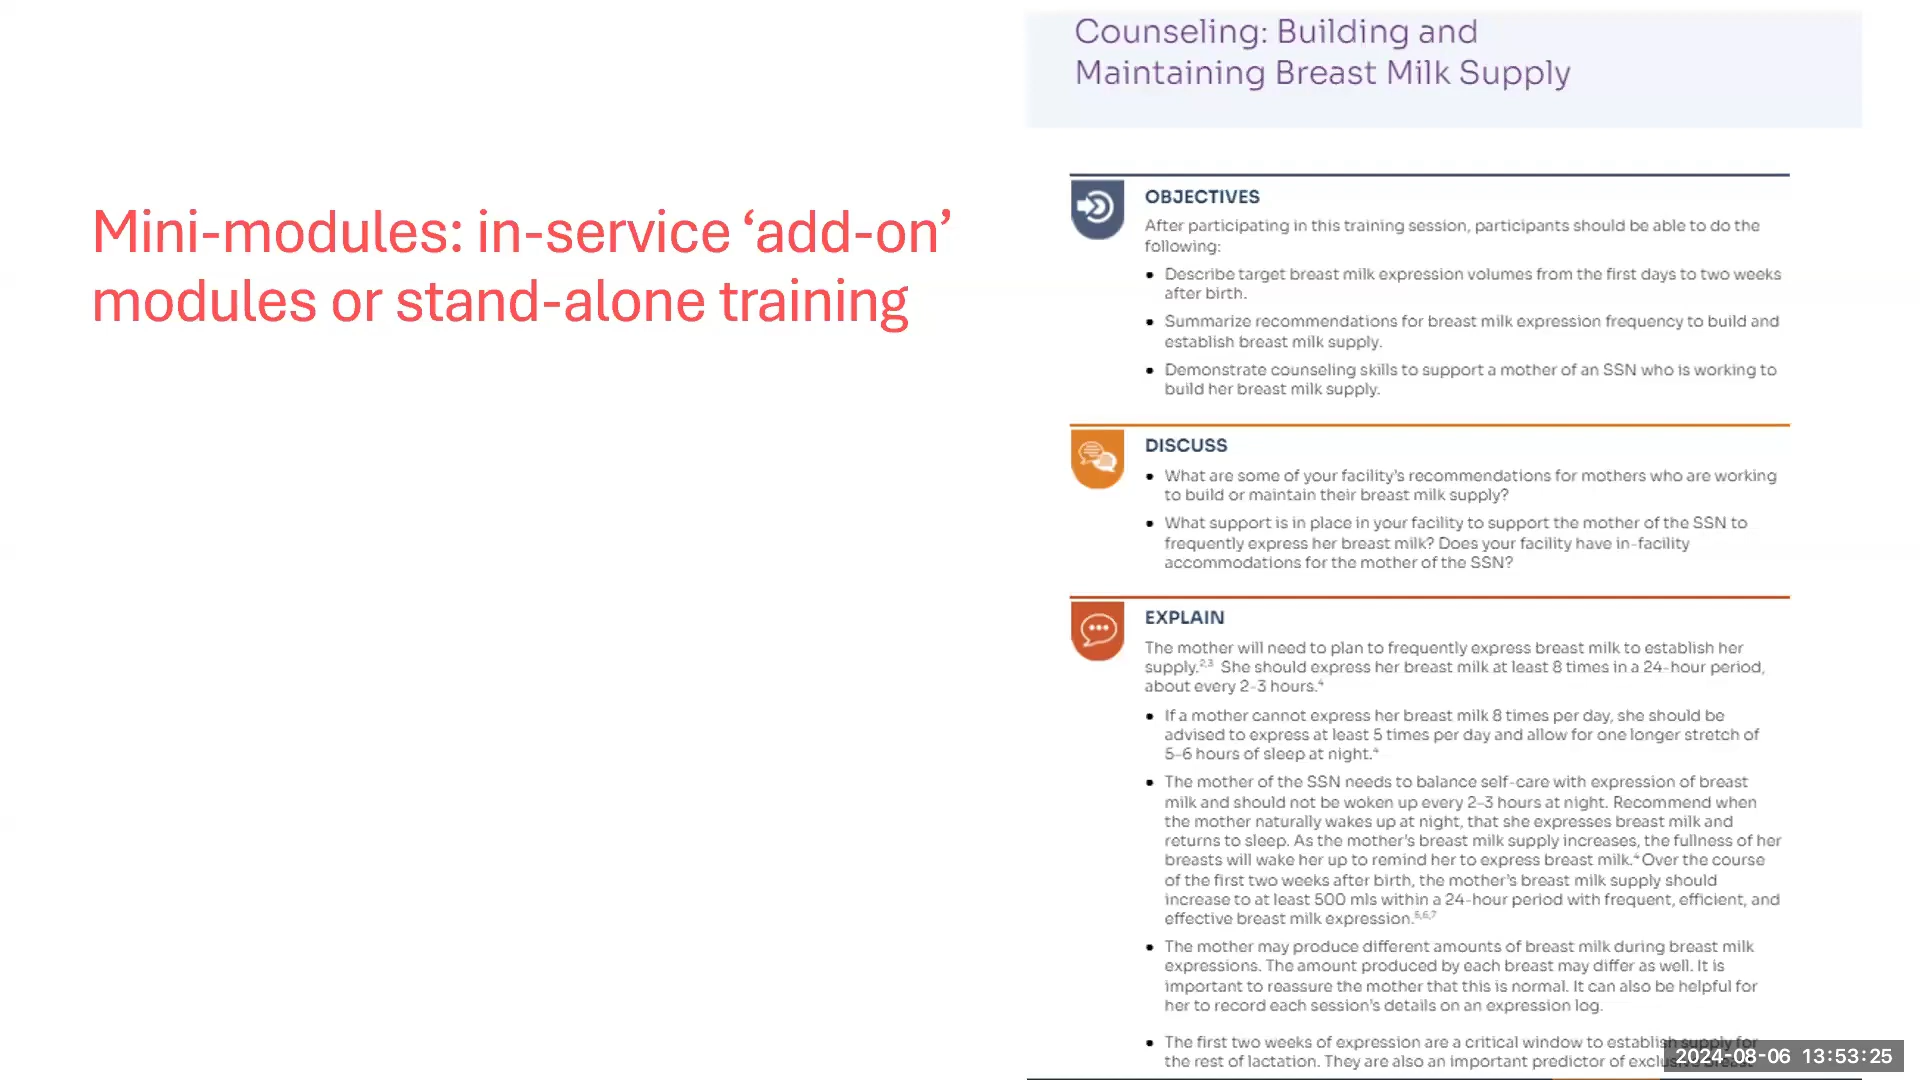 Mini-modules: in-service ‘add-on’
modules or stand-alone training
Counseling: Building and
Maintaining Breast Milk Supply
OBJECTIVES
After participating in this training session, participants should be able to do the
following:
• Describe target breast milk expression volumes from the first days to two weeks
after birth.
• Summarize recommendations for breast milk expression frequency to build and
establish breast milk supply.
• Demonstrate counseling skills to support a mother of an SSN who is working to
build her breast milk supply.
DISCUSS
• What are some of your facility’s recommendations for mothers who are working
to build or maintain their breast milk supply?
• What support is in place in your facility to support the mother of the SSN to
frequently express her breast milk? Does your facility have in-facility
accommodations for the mother of the SSN?
EXPLAIN
The mother will need to plan to frequently express breast milk to establish her
supply.2,3 She should express her breast milk at least 8 times in a 24-hour period,
about every 2-3 hours.4
• If a mother cannot express her breast milk 8 times per day, she should be
advised to express at least 5 times per day and allow for one longer stretch of
5–6 hours of sleep at night.4
• The mother of the SSN needs to balance self-care with expression of breast
milk and should not be woken up every 2–3 hours at night. Recommend when
the mother naturally wakes up at night, that she expresses breast milk and
returns to sleep. As the mother’s breast milk supply increases, the fullness of her
breasts will wake her up to remind her to express breast milk.4 Over the course
of the first two weeks after birth, the mother’s breast milk supply should
increase to at least 500 mls within a 24-hour period with frequent, efficient, and
effective breast milk expression.5,6,7
• The mother may produce different amounts of breast milk during breast milk
expressions. The amount produced by each breast may differ as well. It is
important to reassure the mother that this is normal. It can also be helpful for
her to record each session’s details on an expression log.
• The first two weeks of expression are a critical window to establish supply for
the rest of lactation. They are also an important predictor of exclusive breast
2024-08-06 13:53:25